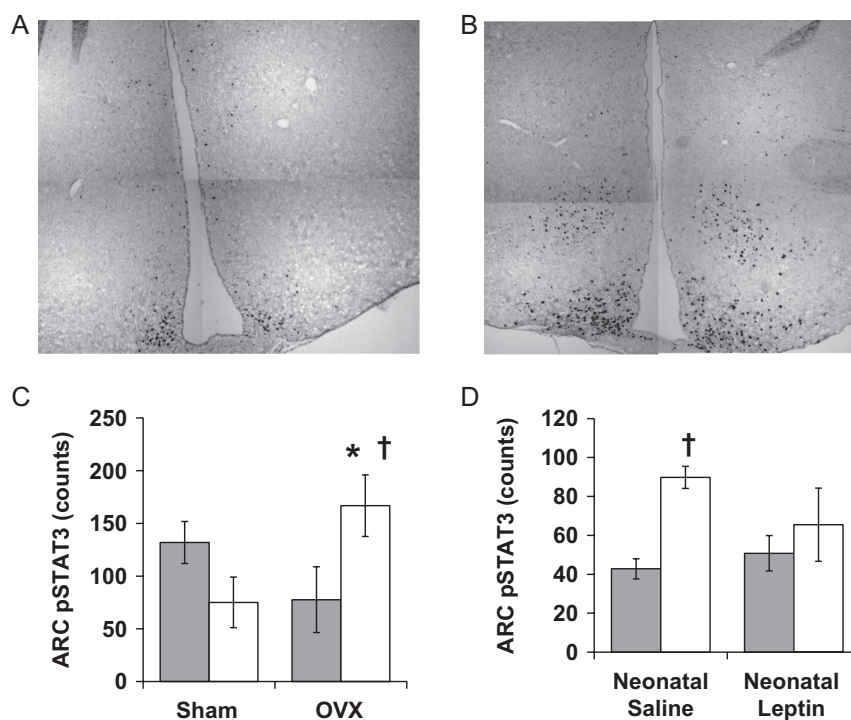 A
B
C
ARC pSTAT3 (counts)
250
200
150
100
50
0
* †
Sham
OVX
D
ARC pSTAT3 (counts)
120
100
80
60
40
20
0
†
Neonatal
Saline
Neonatal
Leptin